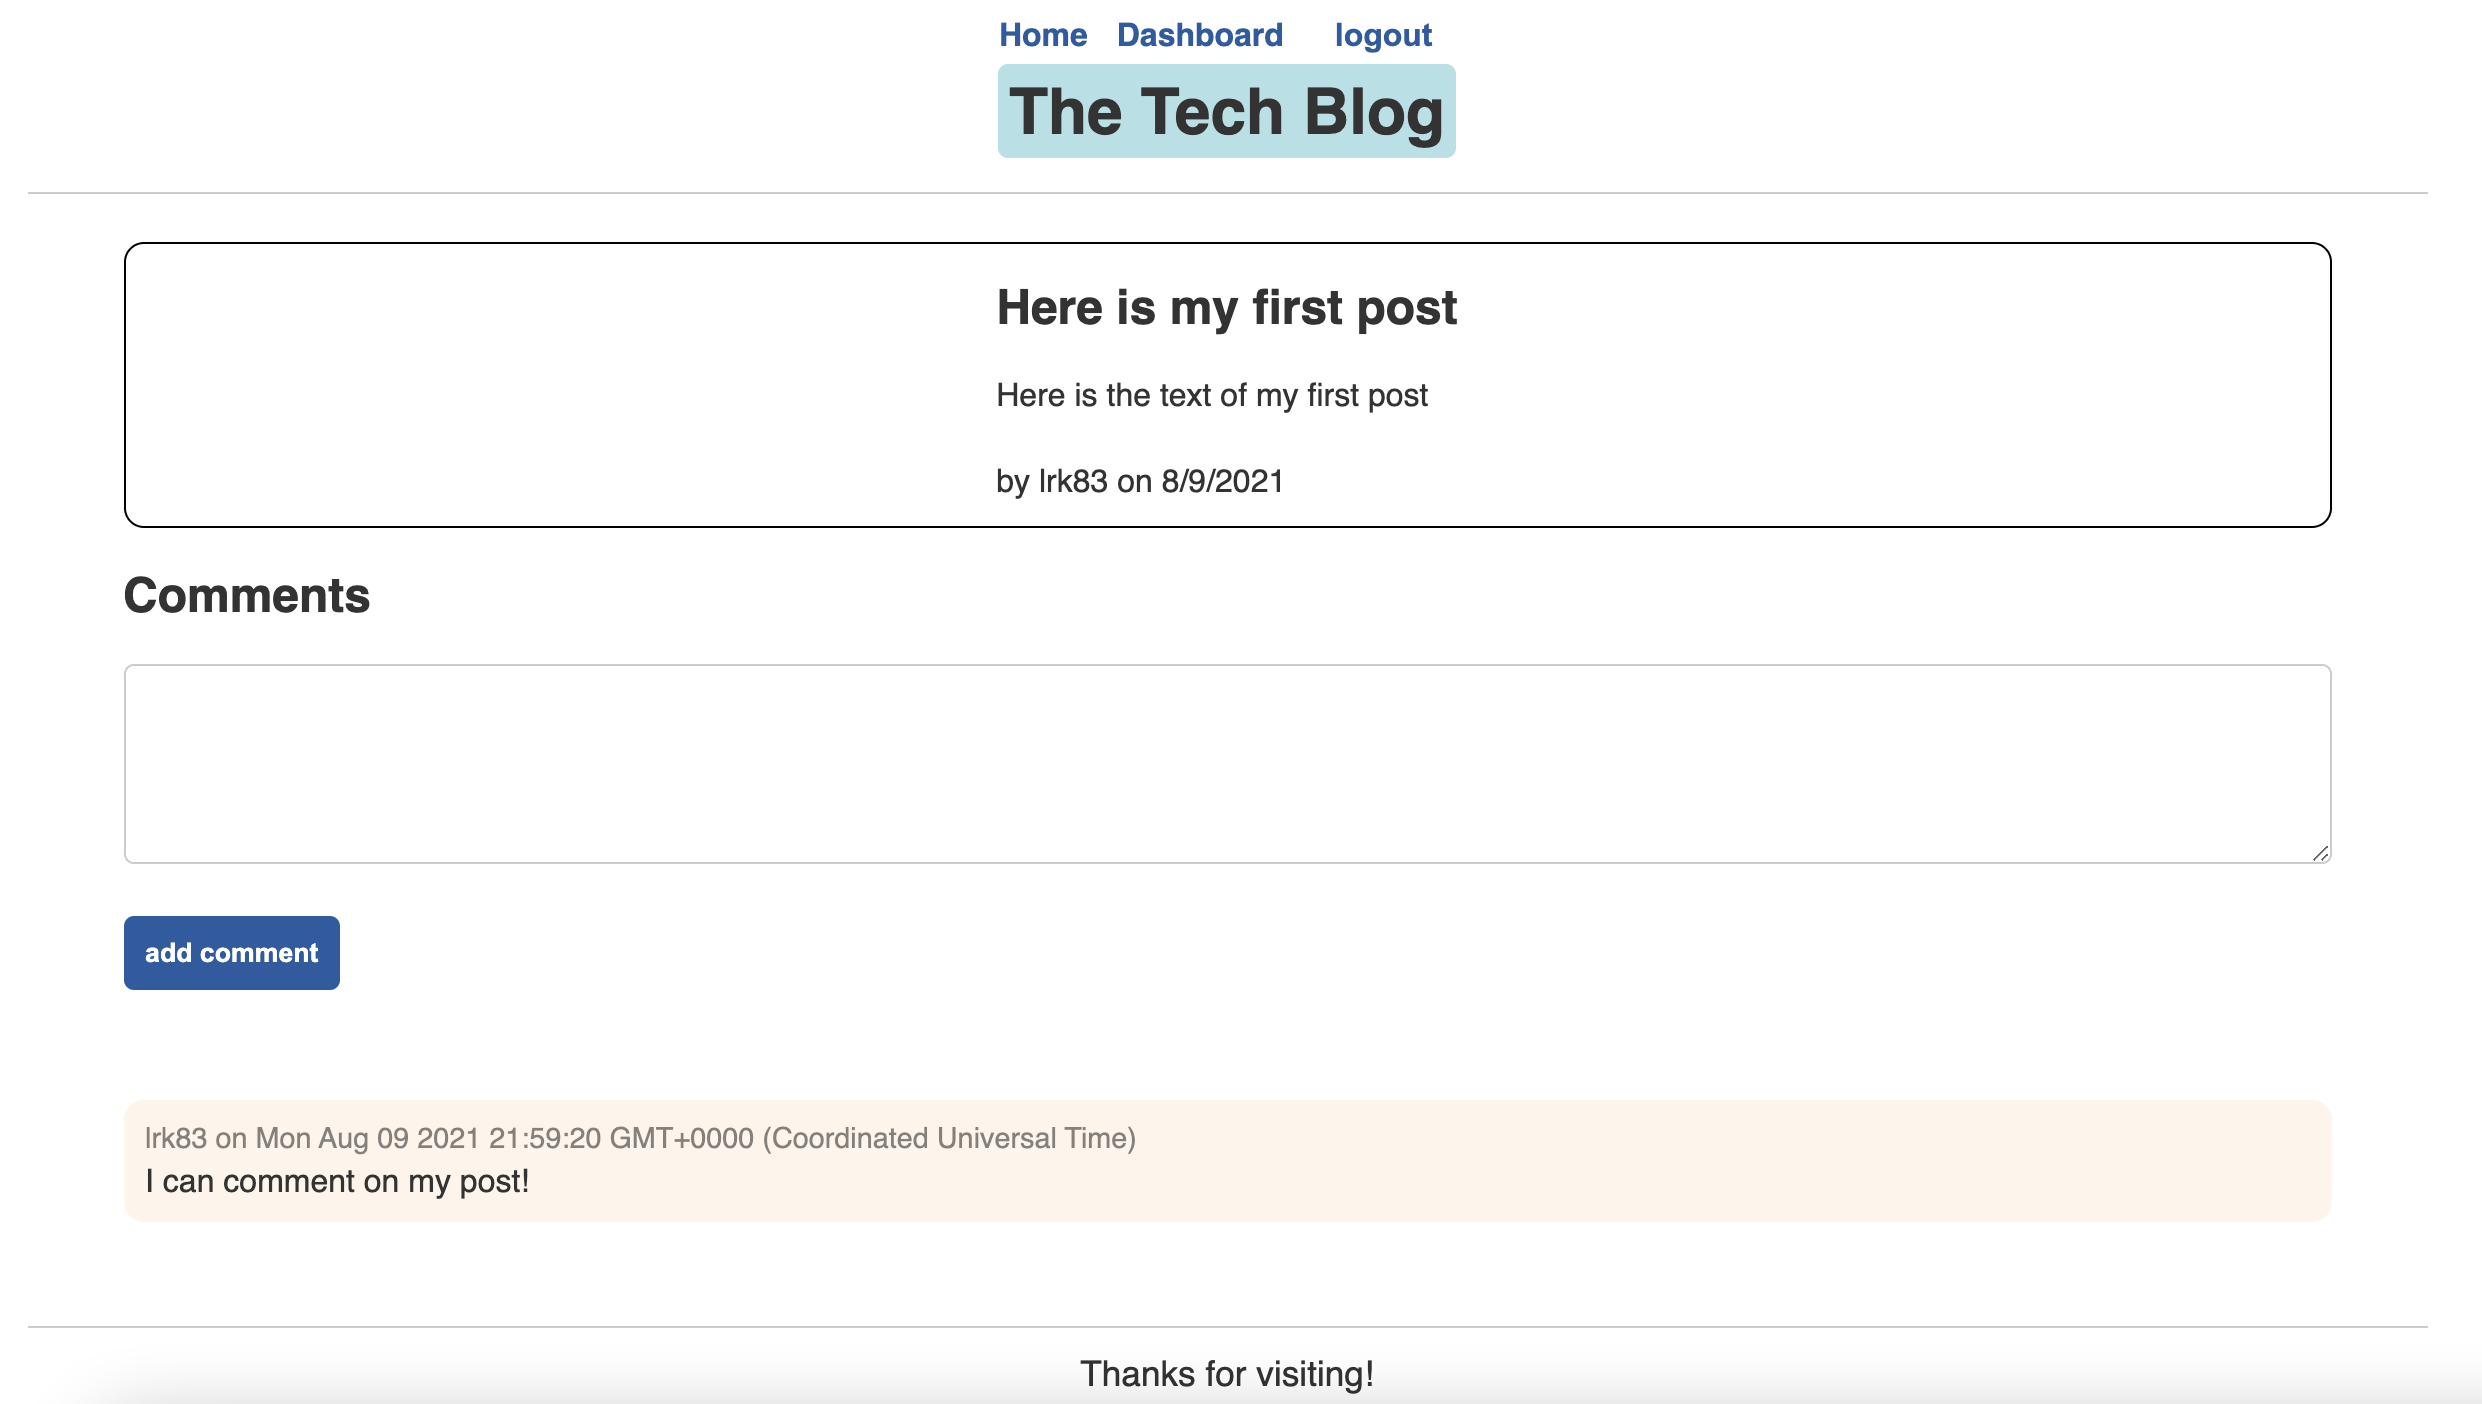 Home Dashboard logout
The Tech Blog
Here is my first post
Here is the text of my first post
by lrk83 on 8/9/2021
Comments
add comment
lrk83 on Mon Aug 09 2021 21:59:20 GMT+0000 (Coordinated Universal Time)
I can comment on my post!
Thanks for visiting!